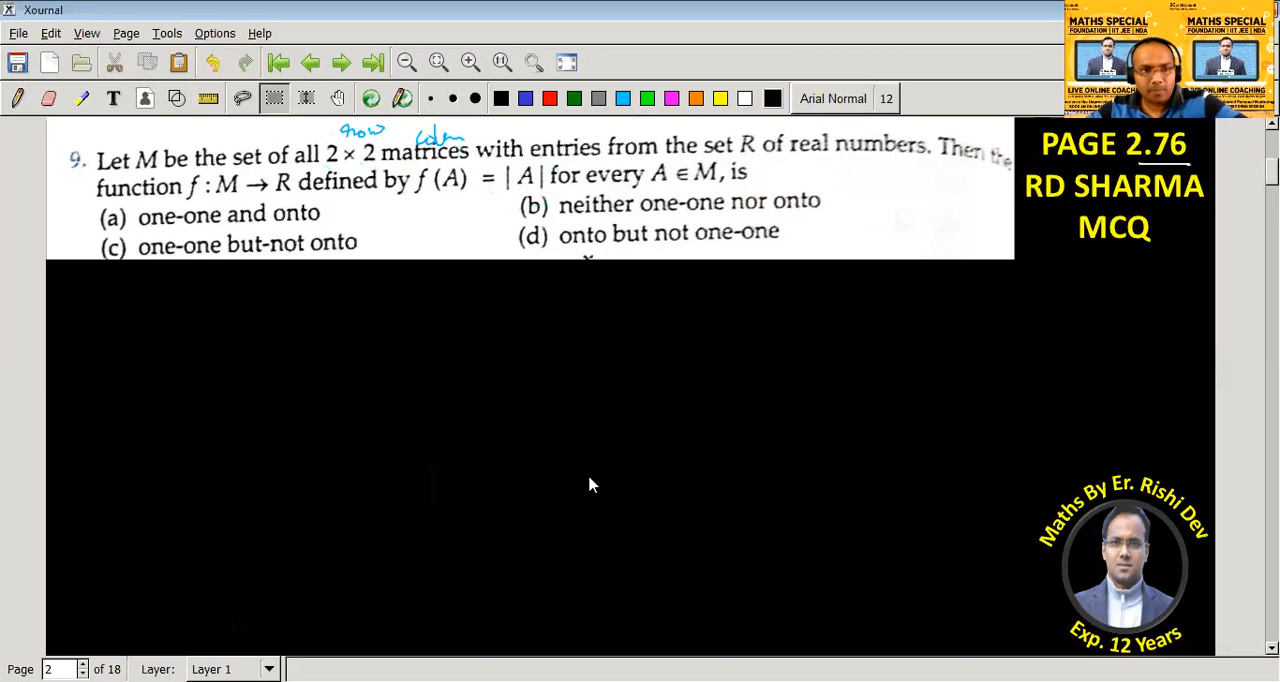 Xournal
File Edit View Page Tools Options Help
Arial Normal 12
MATHS SPECIAL MATHS SPECIAL
FOUNDATION | IIT JEE | NDA FOUNDATION | IIT JEE | NDA
LIVE ONLINE COACHING
row colum
9. Let M be the set of all 2 × 2 matrices with entries from the set R of real numbers. Then the
function f : M → R defined by f (A) = | A | for every A ∈ M, is
(a) one-one and onto (b) neither one-one nor onto
(c) one-one but-not onto (d) onto but not one-one
PAGE 2.76
RD SHARMA
MCQ
Maths By Er. Rishi Dev
Exp. 12 Years
Page 2 of 18 Layer: Layer 1